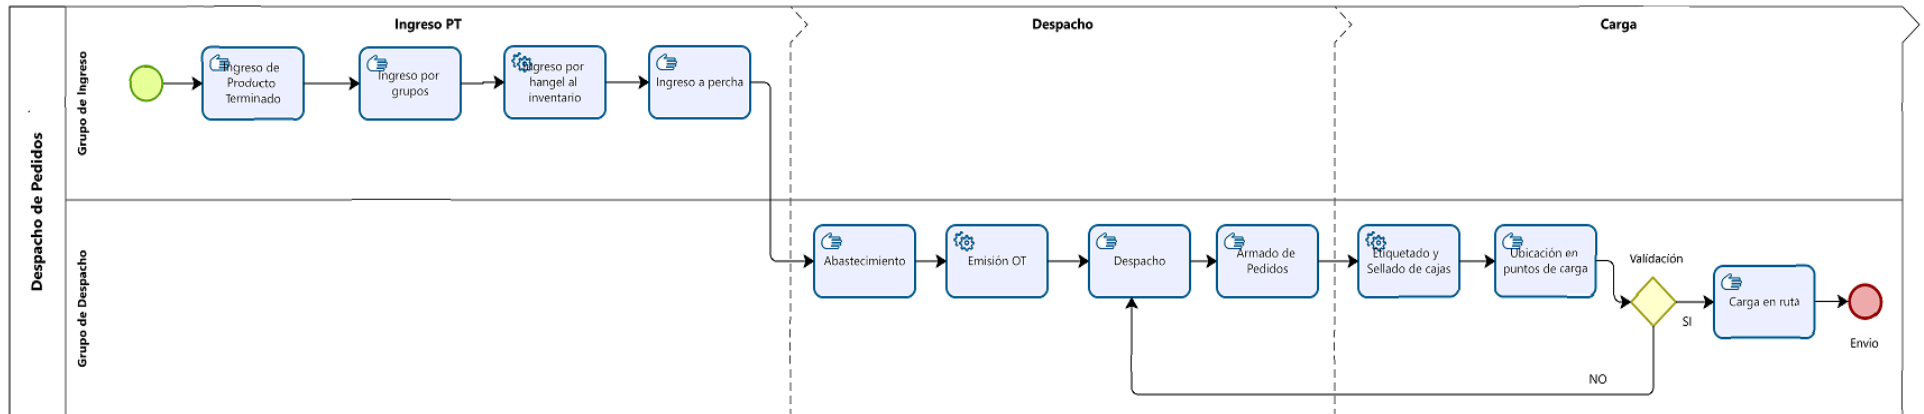 Despacho de Pedidos
Ingreso PT
Despacho
Carga
Grupo de Ingreso
Ingreso de
Producto
Terminado
Ingreso por
grupos
Ingreso por
hangel al
inventario
Ingreso a percha
Grupo de Despacho
Abastecimiento
Emisión OT
Despacho
Armado de
Pedidos
Etiquetado y
Sellado de cajas
Ubicación en
puntos de carga
Validación
SI
NO
Carga en ruta
Envio